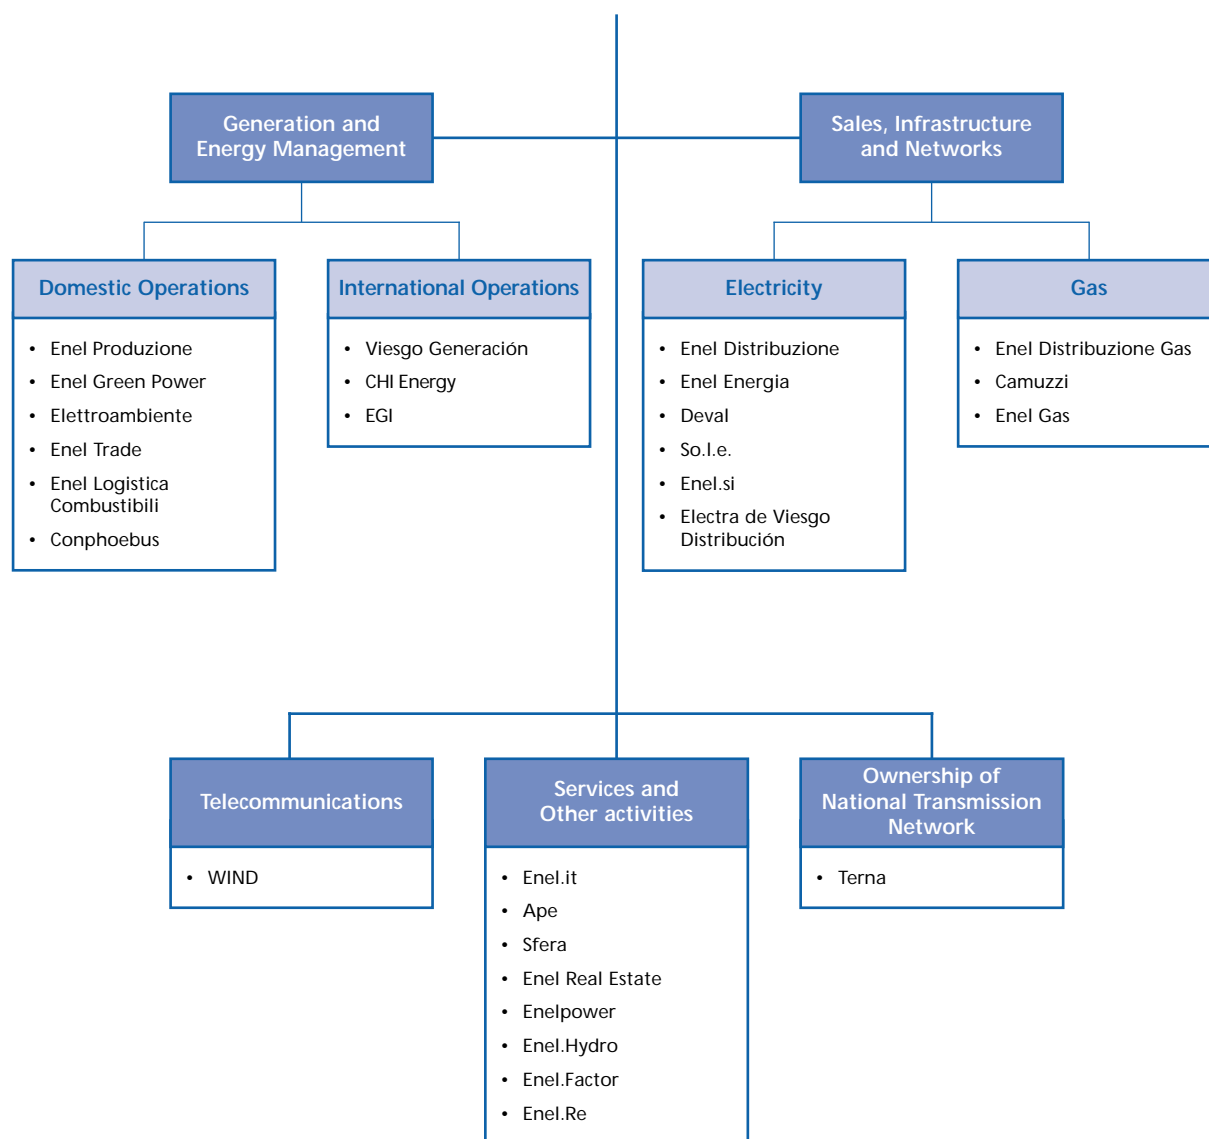 Generation and
Energy Management
Sales, Infrastructure
and Networks
Domestic Operations
• Enel Produzione
• Enel Green Power
• Elettroambiente
• Enel Trade
• Enel Logistica
Combustibili
• Conphoebus
International Operations
• Viesgo Generación
• CHI Energy
• EGI
Electricity
• Enel Distribuzione
• Enel Energia
• Deval
• So.l.e.
• Enel.si
• Electra de Viesgo
Distribución
Gas
• Enel Distribuzione Gas
• Camuzzi
• Enel Gas
Telecommunications
• WIND
Services and
Other activities
• Enel.it
• Ape
• Sfera
• Enel Real Estate
• Enelpower
• Enel.Hydro
• Enel.Factor
• Enel.Re
Ownership of
National Transmission
Network
• Terna